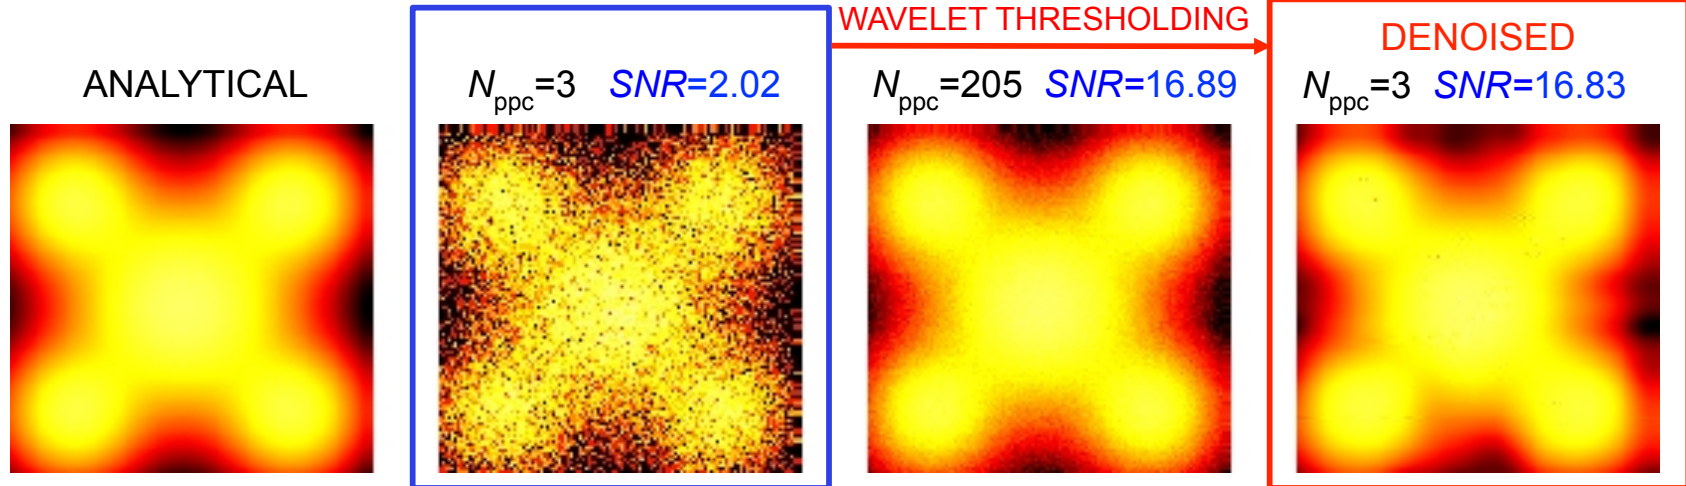 WAVELET THRESHOLDING
DENOISED
ANALYTICAL
Nppc=3 SNR=2.02
Nppc=205 SNR=16.89
Nppc=3 SNR=16.83